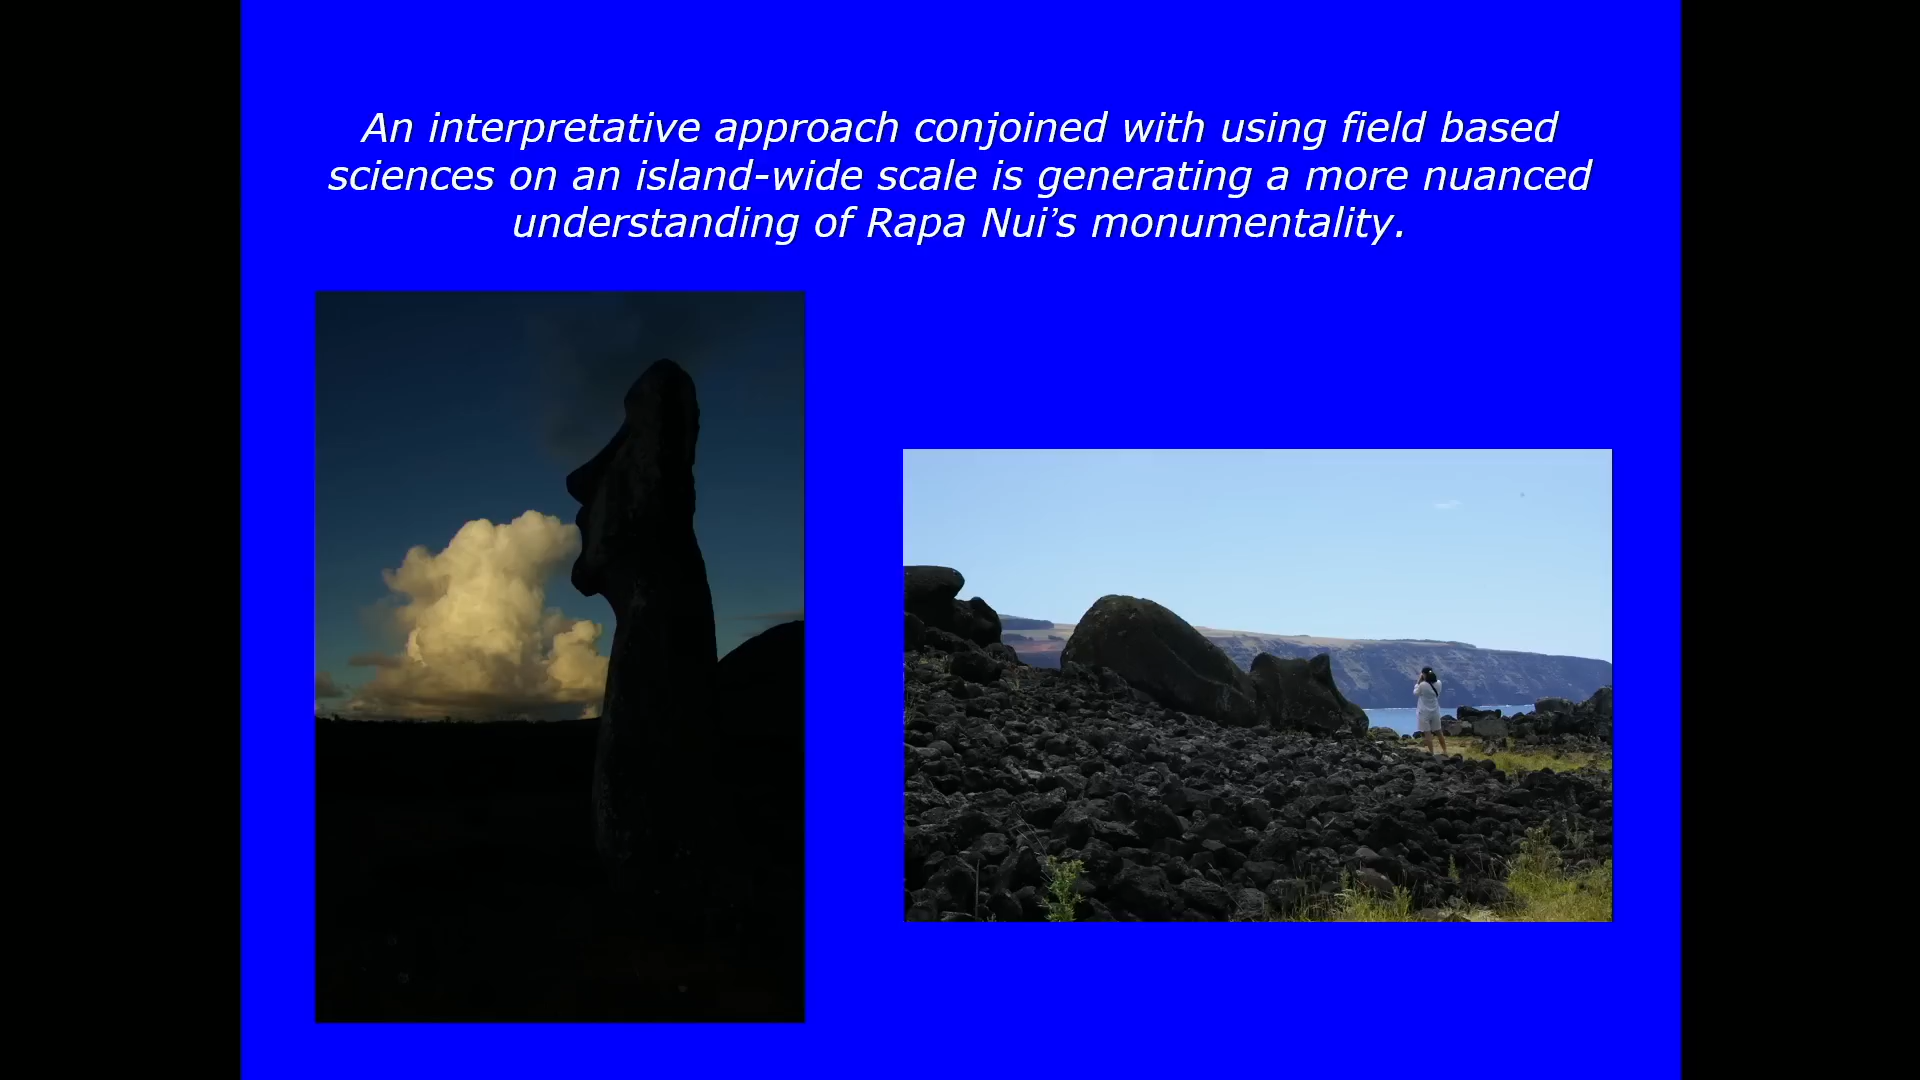 An interpretative approach conjoined with using field based
sciences on an island-wide scale is generating a more nuanced
understanding of Rapa Nui’s monumentality.